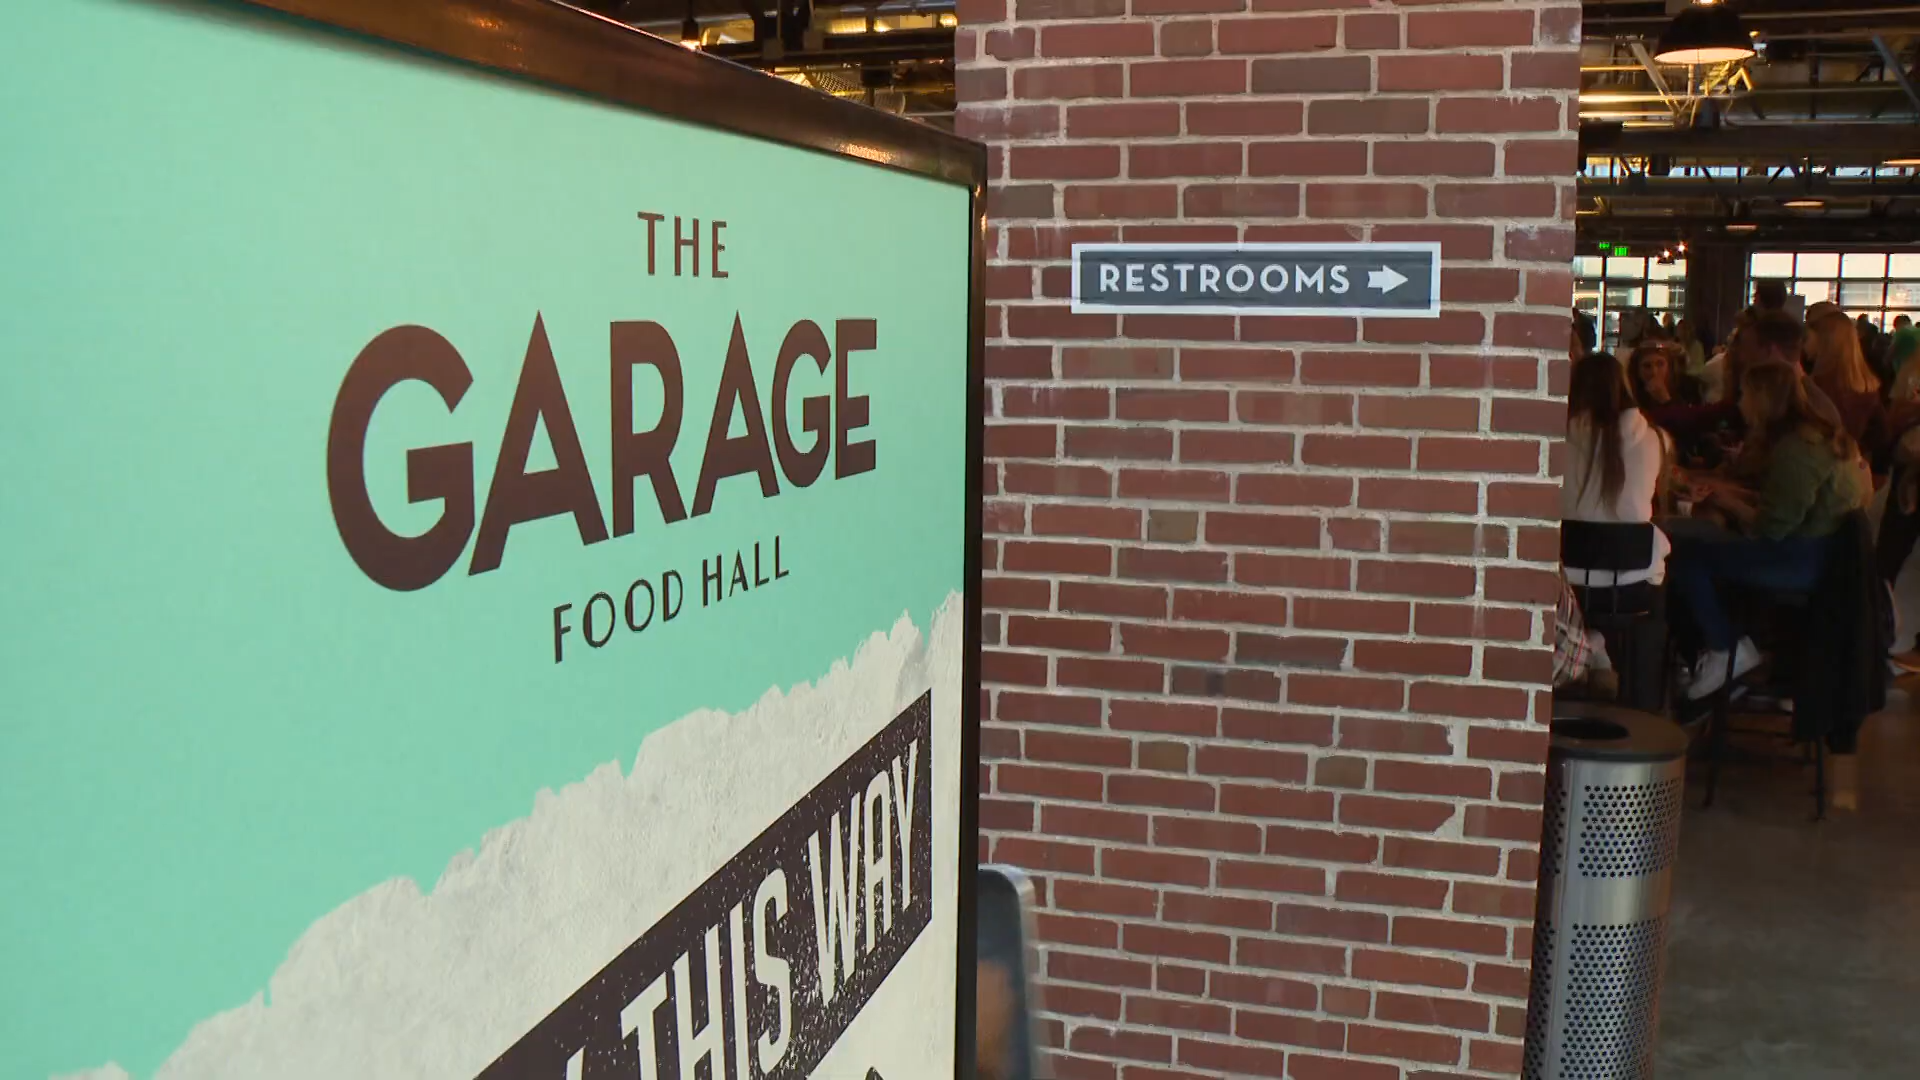 THE
GARAGE
FOOD HALL
THIS WAY
RESTROOMS